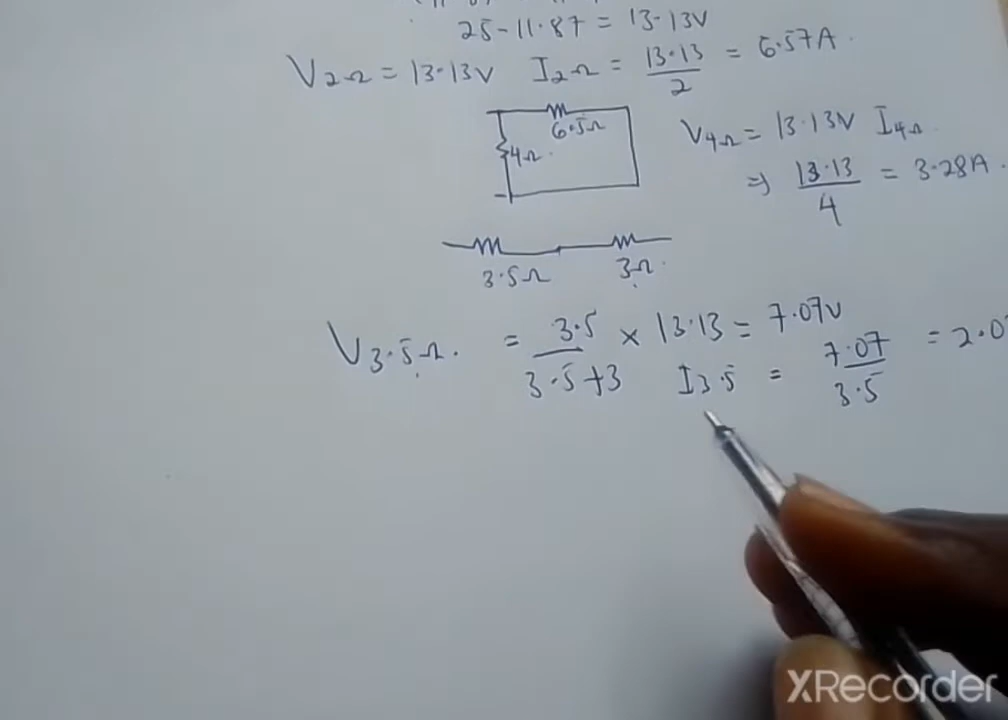 25-11.87 = 13.13V
V2Ω = 13.13V I2Ω = 13.13/2 = 6.57A
6.5Ω
4Ω
V4Ω = 13.13V I4Ω
=> 13.13/4 = 3.28A
3.5Ω 3Ω
V3.5Ω = 3.5/3.5+3 × 13.13 = 7.07V
I3.5 = 7.07/3.5 = 2.0
XRecorder